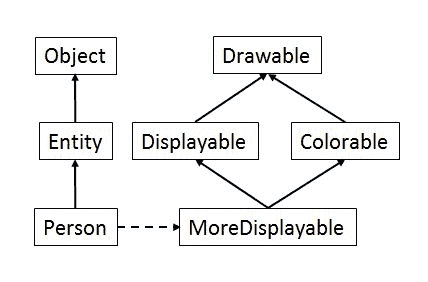 Object
Drawable
Entity
Displayable
Colorable
Person
MoreDisplayable